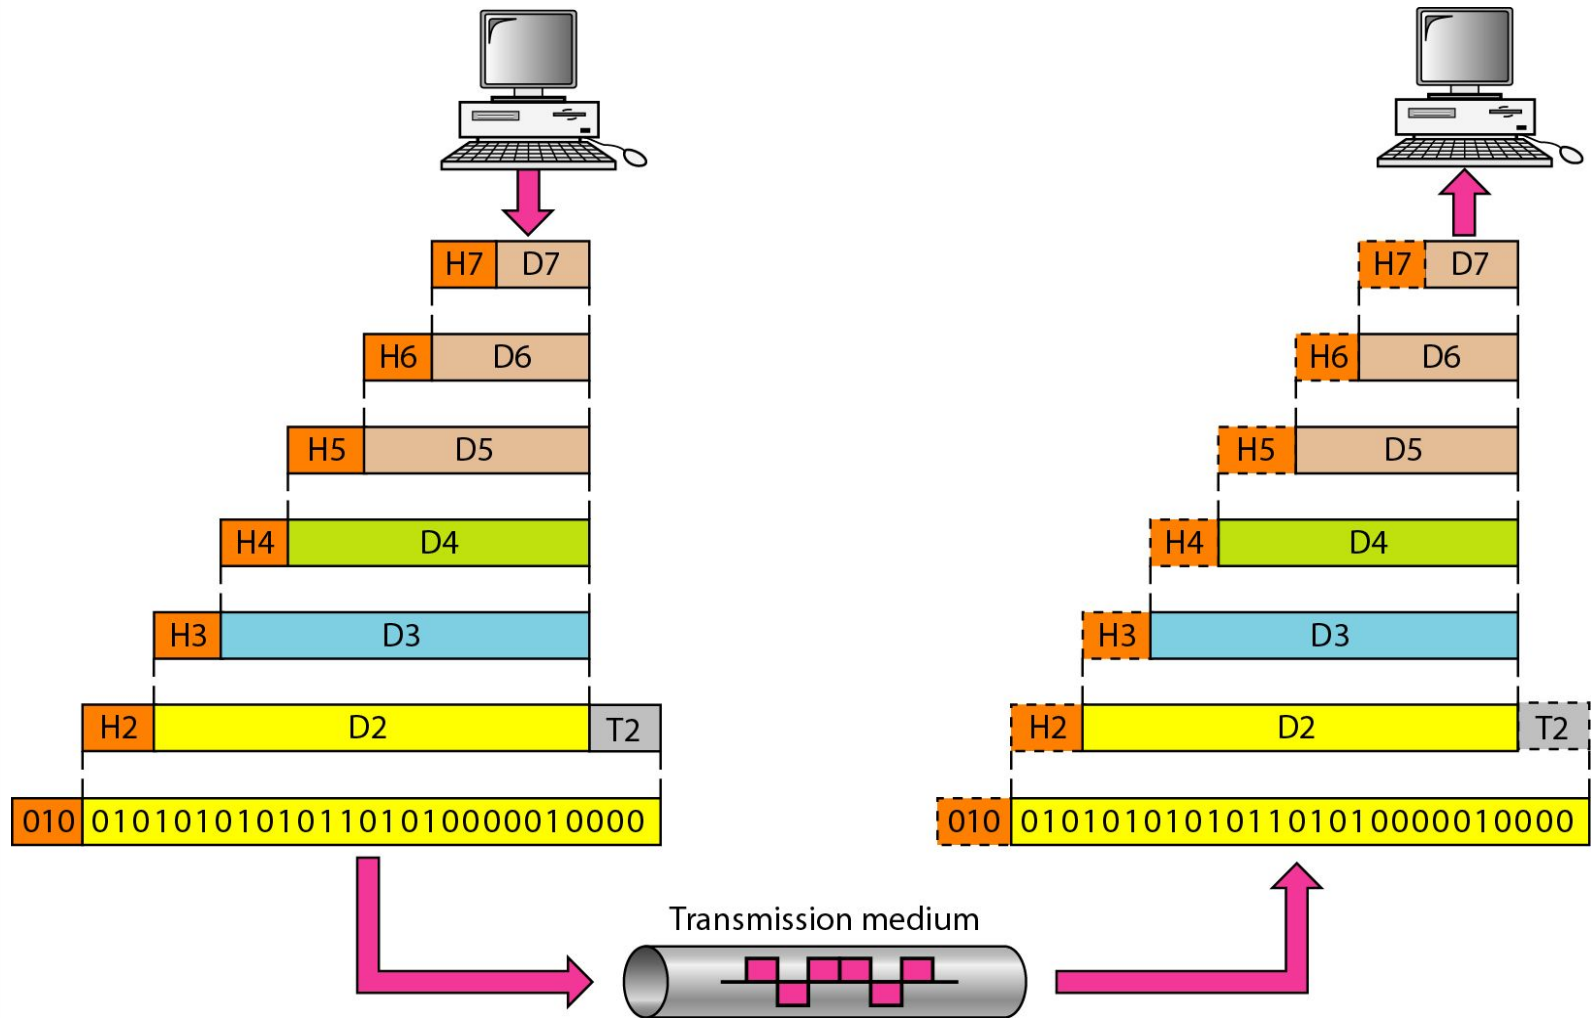 H7 D7
H7 D7
H6 D6
H6 D6
H5 D5
H5 D5
H4 D4
H4 D4
H3 D3
H3 D3
H2 D2 T2
H2 D2 T2
010 010101010101101010000010000
010 010101010101101010000010000
Transmission medium